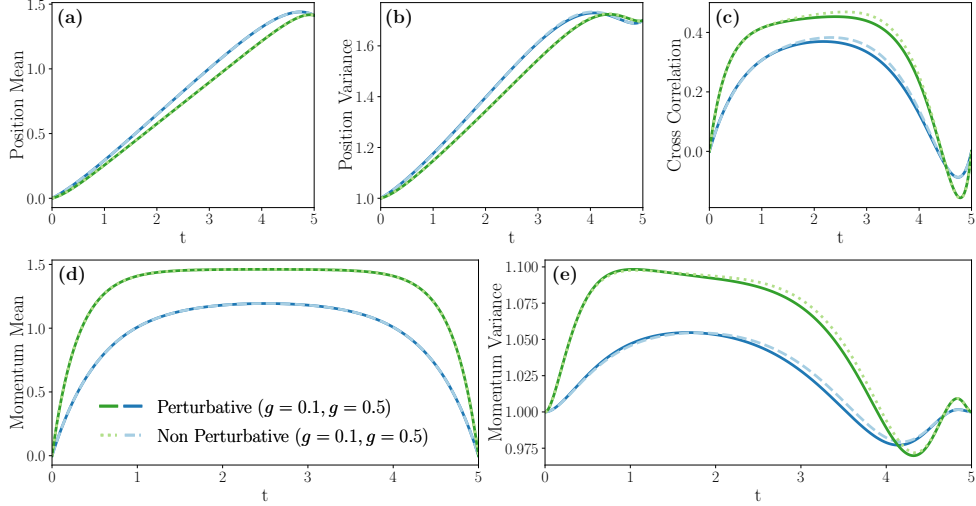 (a)
Position Mean
1.5
1.0
0.5
0.0
0 1 2 3 4 5
t
(b)
Position Variance
1.6
1.4
1.2
1.0
0 1 2 3 4 5
t
(c)
Cross Correlation
0.4
0.2
0.0
0 1 2 3 4 5
t
(d)
Momentum Mean
1.5
1.0
0.5
0.0
Perturbative (g = 0.1, g = 0.5)
Non Perturbative (g = 0.1, g = 0.5)
0 1 2 3 4 5
t
(e)
Momentum Variance
1.100
1.075
1.050
1.025
1.000
0.975
0 1 2 3 4 5
t